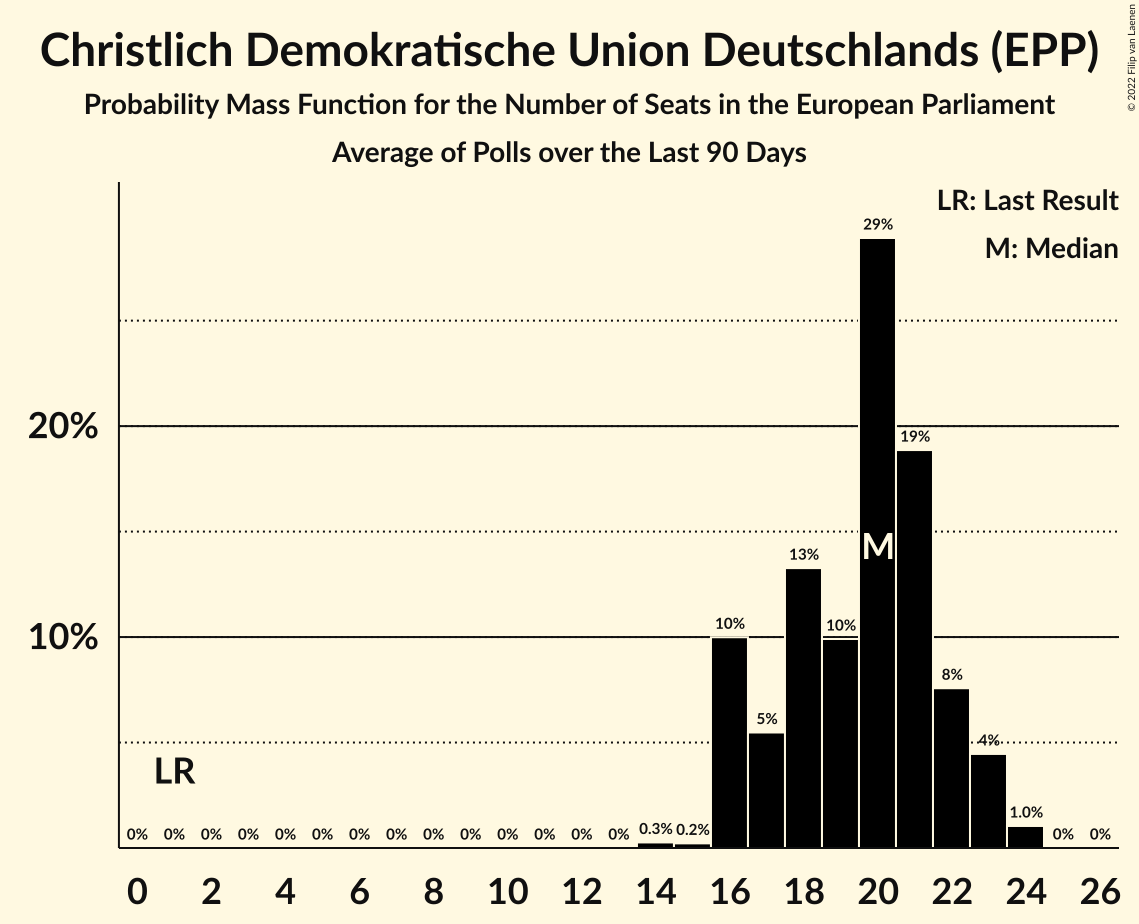 Christlich Demokratische Union Deutschlands (EPP)
Probability Mass Function for the Number of Seats in the European Parliament
Average of Polls over the Last 90 Days
© 2022 Filip van Laenen
LR: Last Result
M: Median
29%
20%
19%
M
13%
10%
10% 10%
8%
5%
4%
LR
0% 0% 0% 0% 0% 0% 0% 0% 0% 0% 0% 0% 0% 0% 0.3% 0.2% 1.0% 0% 0%
0 2 4 6 8 10 12 14 16 18 20 22 24 26